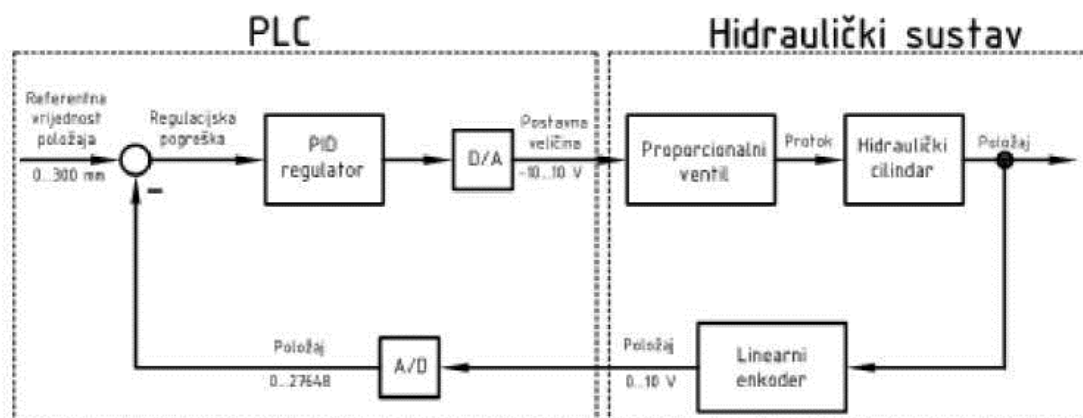 PLC
Hidraulički sustav
Referentna
vrijednost
položaja
0...300 mm
Regulacijska
pogreška
PID
regulator
D/A
Postavna
veličina
-10...10 V
Proporcionalni
ventil
Protok
Hidraulički
cilindar
Položaj
-
Položaj
0...27648
A/D
Položaj
0...10 V
Linearni
enkoder